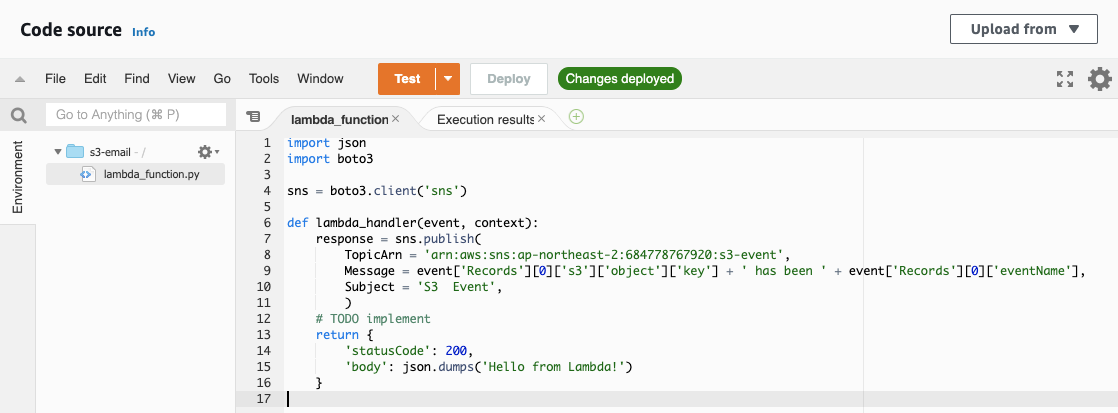 Code source Info
Upload from
File Edit Find View Go Tools Window Test Deploy Changes deployed
Go to Anything (⌘ P)
lambda_function Execution results
Environment
s3-email - /
lambda_function.py
1 import json
2 import boto3
3
4 sns = boto3.client('sns')
5
6 def lambda_handler(event, context):
7     response = sns.publish(
8         TopicArn = 'arn:aws:sns:ap-northeast-2:684778767920:s3-event',
9         Message = event['Records'][0]['s3']['object']['key'] + ' has been ' + event['Records'][0]['eventName'],
10         Subject = 'S3  Event',
11         )
12     # TODO implement
13     return {
14         'statusCode': 200,
15         'body': json.dumps('Hello from Lambda!')
16     }
17